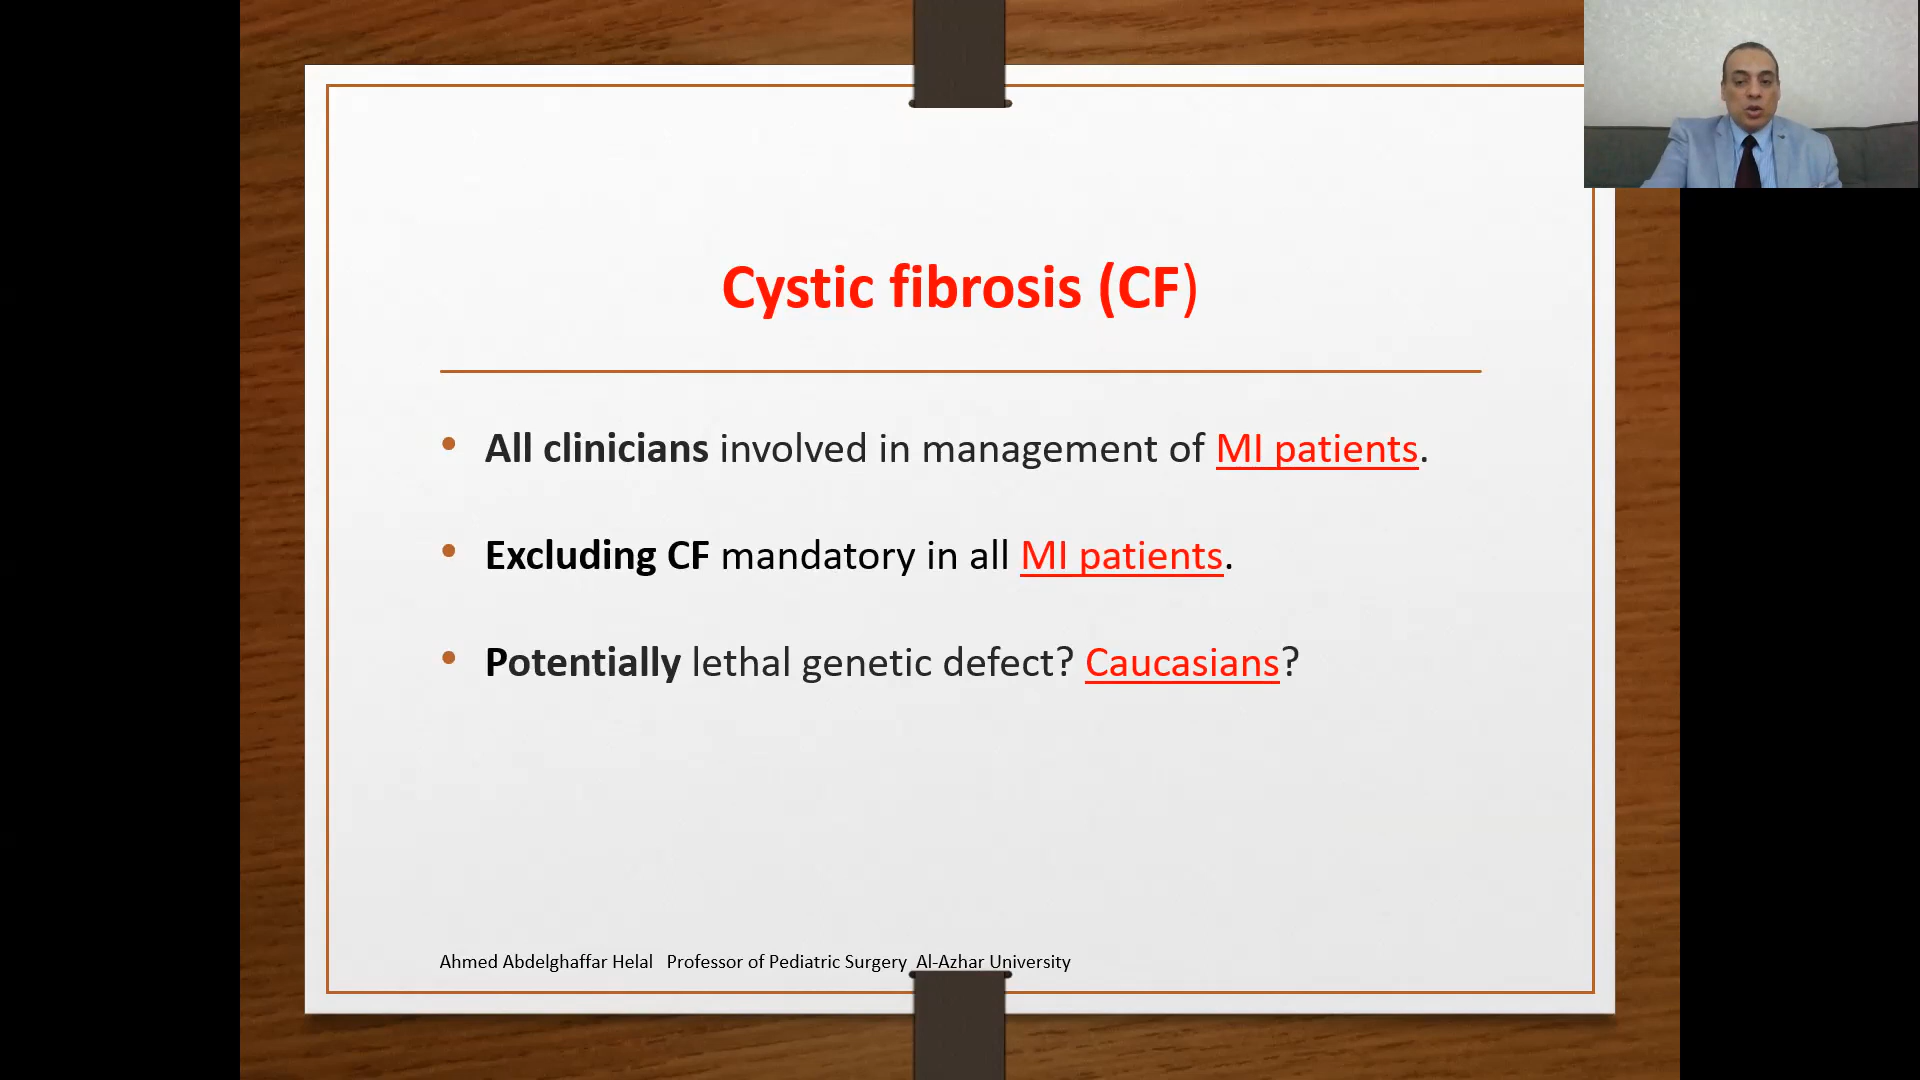 Cystic fibrosis (CF)
• All clinicians involved in management of MI patients.
• Excluding CF mandatory in all MI patients.
• Potentially lethal genetic defect? Caucasians?
Ahmed Abdelghaffar Helal Professor of Pediatric Surgery Al-Azhar University